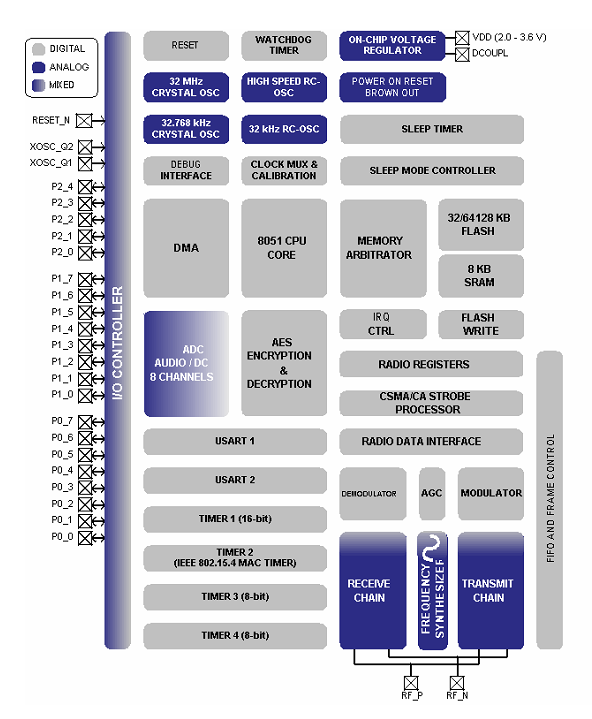 DIGITAL
ANALOG
MIXED
RESET
WATCHDOG
TIMER
ON-CHIP VOLTAGE
REGULATOR
VDD (2.0 - 3.6 V)
DCOUPL
32 MHz
CRYSTAL OSC
HIGH SPEED RC-
OSC
POWER ON RESET
BROWN OUT
32.768 kHz
CRYSTAL OSC
32 kHz RC-OSC
SLEEP TIMER
DEBUG
INTERFACE
CLOCK MUX &
CALIBRATION
SLEEP MODE CONTROLLER
RESET_N
XOSC_Q2
XOSC_Q1
P2_4
P2_3
P2_2
P2_1
P2_0
P1_7
P1_6
P1_5
P1_4
P1_3
P1_2
P1_1
P1_0
P0_7
P0_6
P0_5
P0_4
P0_3
P0_2
P0_1
P0_0
I/O CONTROLLER
DMA
8051 CPU
CORE
MEMORY
ARBITRATOR
32/64128 KB
FLASH
8 KB
SRAM
ADC
AUDIO / DC
8 CHANNELS
AES
ENCRYPTION
&
DECRYPTION
IRQ
CTRL
FLASH
WRITE
RADIO REGISTERS
CSMA/CA STROBE
PROCESSOR
USART 1
RADIO DATA INTERFACE
USART 2
DEMODULATOR
AGC
MODULATOR
TIMER 1 (16-bit)
TIMER 2
(IEEE 802.15.4 MAC TIMER)
TIMER 3 (8-bit)
TIMER 4 (8-bit)
RECEIVE
CHAIN
FREQUENCY
SYNTHESIZER
TRANSMIT
CHAIN
FIFO AND FRAME CONTROL
RF_P
RF_N